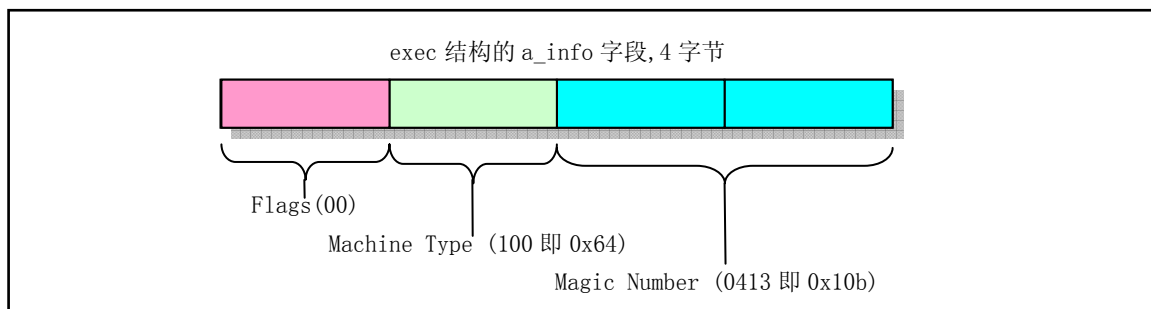 exec 结构的 a_info 字段,4 字节
Flags(00)
Machine Type (100 即 0x64)
Magic Number (0413 即 0x10b)